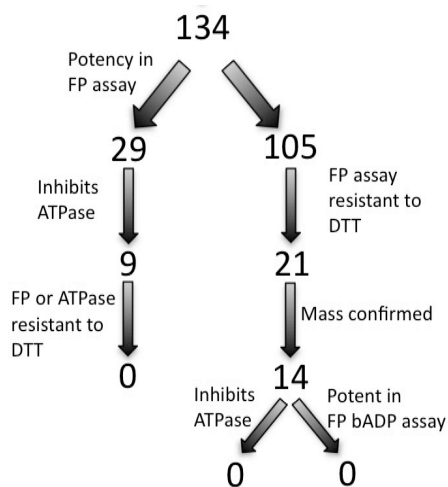 134
Potency in
FP assay
29
105
Inhibits
ATPase
FP assay
resistant to
DTT
9
21
FP or ATPase
resistant to
DTT
Mass confirmed
0
14
Inhibits
ATPase
Potent in
FP bADP assay
0
0